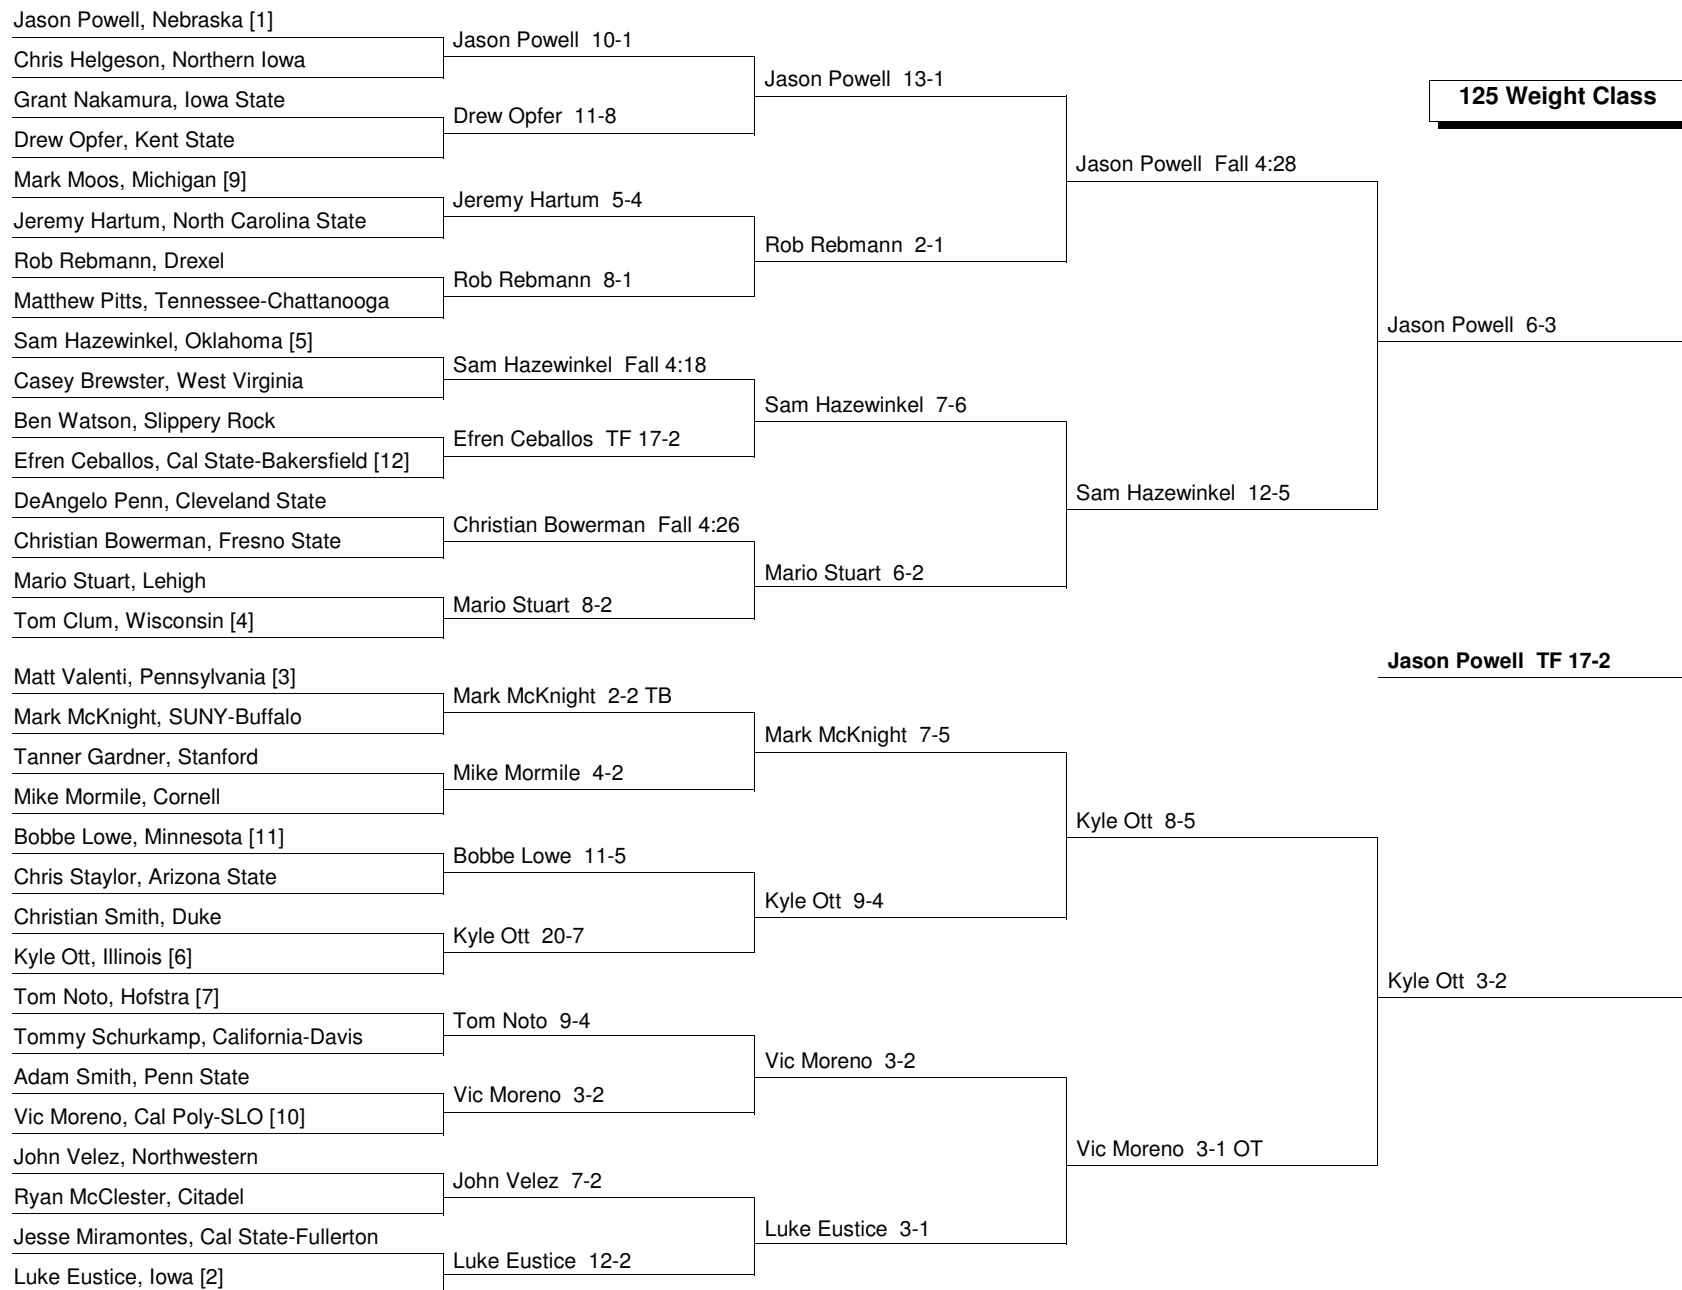 Jason Powell, Nebraska [1]
Chris Helgeson, Northern Iowa
Grant Nakamura, Iowa State
Drew Opfer, Kent State
Mark Moos, Michigan [9]
Jeremy Hartum, North Carolina State
Rob Rebmann, Drexel
Matthew Pitts, Tennessee-Chattanooga
Sam Hazewinkel, Oklahoma [5]
Casey Brewster, West Virginia
Ben Watson, Slippery Rock
Efren Ceballos, Cal State-Bakersfield [12]
DeAngelo Penn, Cleveland State
Christian Bowerman, Fresno State
Mario Stuart, Lehigh
Tom Clum, Wisconsin [4]
Matt Valenti, Pennsylvania [3]
Mark McKnight, SUNY-Buffalo
Tanner Gardner, Stanford
Mike Mormile, Cornell
Bobbe Lowe, Minnesota [11]
Chris Staylor, Arizona State
Christian Smith, Duke
Kyle Ott, Illinois [6]
Tom Noto, Hofstra [7]
Tommy Schurkamp, California-Davis
Adam Smith, Penn State
Vic Moreno, Cal Poly-SLO [10]
John Velez, Northwestern
Ryan McClester, Citadel
Jesse Miramontes, Cal State-Fullerton
Luke Eustice, Iowa [2]
Jason Powell 10-1
Drew Opfer 11-8
Jeremy Hartum 5-4
Rob Rebmann 8-1
Sam Hazewinkel Fall 4:18
Efren Ceballos TF 17-2
Christian Bowerman Fall 4:26
Mario Stuart 8-2
Mark McKnight 2-2 TB
Mike Mormile 4-2
Bobbe Lowe 11-5
Kyle Ott 20-7
Tom Noto 9-4
Vic Moreno 3-2
John Velez 7-2
Luke Eustice 12-2
Jason Powell 13-1
Rob Rebmann 2-1
Sam Hazewinkel 7-6
Mario Stuart 6-2
Mark McKnight 7-5
Kyle Ott 9-4
Vic Moreno 3-2
Luke Eustice 3-1
Jason Powell Fall 4:28
Sam Hazewinkel 12-5
Kyle Ott 8-5
Vic Moreno 3-1 OT
125 Weight Class
Jason Powell 6-3
Jason Powell TF 17-2
Kyle Ott 3-2